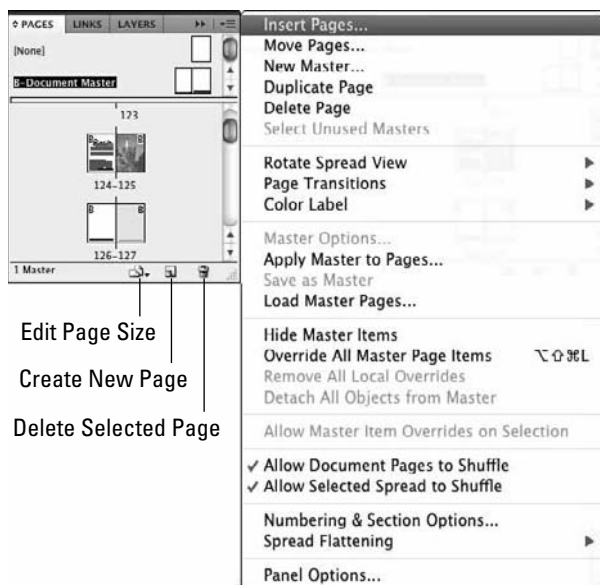 PAGES LINKS LAYERS
[None]
B-Document Master
123
B B
124-125
B B
126-127
1 Master
Edit Page Size
Create New Page
Delete Selected Page
Insert Pages...
Move Pages...
New Master...
Duplicate Page
Delete Page
Select Unused Masters
Rotate Spread View
Page Transitions
Color Label
Master Options...
Apply Master to Pages...
Save as Master
Load Master Pages...
Hide Master Items
Override All Master Page Items ⌥⇧⌘L
Remove All Local Overrides
Detach All Objects from Master
Allow Master Item Overrides on Selection
✓ Allow Document Pages to Shuffle
✓ Allow Selected Spread to Shuffle
Numbering & Section Options...
Spread Flattening
Panel Options...